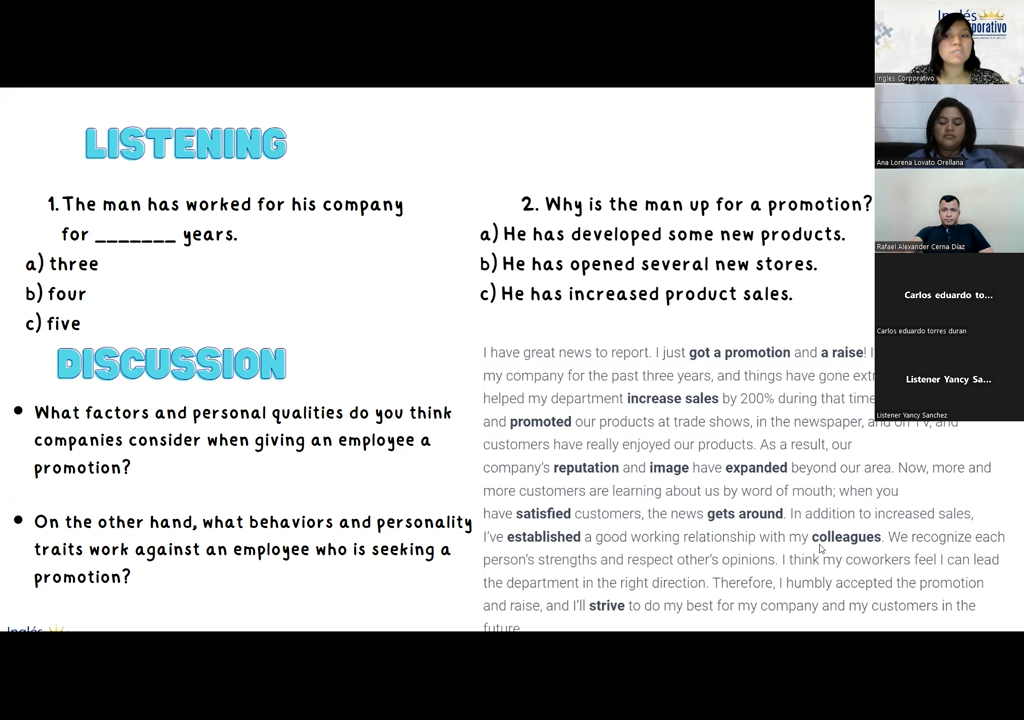 LISTENING
1. The man has worked for his company
for _______ years.
a) three
b) four
c) five
2. Why is the man up for a promotion?
a) He has developed some new products.
b) He has opened several new stores.
c) He has increased product sales.
DISCUSSION
• What factors and personal qualities do you think
companies consider when giving an employee a
promotion?
• On the other hand, what behaviors and personality
traits work against an employee who is seeking a
promotion?
I have great news to report. I just got a promotion and a raise!
my company for the past three years, and things have gone
helped my department increase sales by 200% during that time
and promoted our products at trade shows, in the newspaper, and on TV, and
customers have really enjoyed our products. As a result, our
company's reputation and image have expanded beyond our area. Now, more and
more customers are learning about us by word of mouth; when you
have satisfied customers, the news gets around. In addition to increased sales,
I've established a good working relationship with my colleagues. We recognize each
person's strengths and respect other's opinions. I think my coworkers feel I can lead
the department in the right direction. Therefore, I humbly accepted the promotion
and raise, and I'll strive to do my best for my company and my customers in the
future.
Inglés
Inglés
Ingles Corporativo
Ana Lorena Lovato Orellana
Rafael Alexander Cerna Díaz
Carlos eduardo to...
Carlos eduardo torres duran
Listener Yancy Sa...
Listener Yancy Sanchez